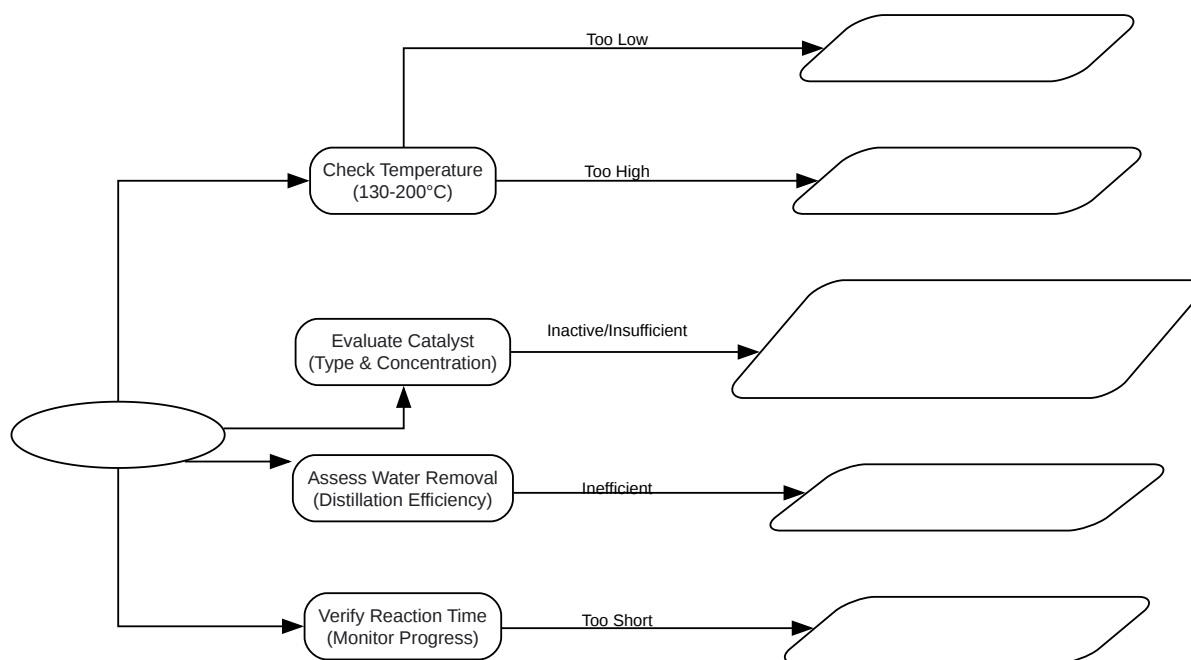 Too Low
Check Temperature
(130-200°C)
Too High
Evaluate Catalyst
(Type & Concentration)
Inactive/Insufficient
Assess Water Removal
(Distillation Efficiency)
Inefficient
Verify Reaction Time
(Monitor Progress)
Too Short